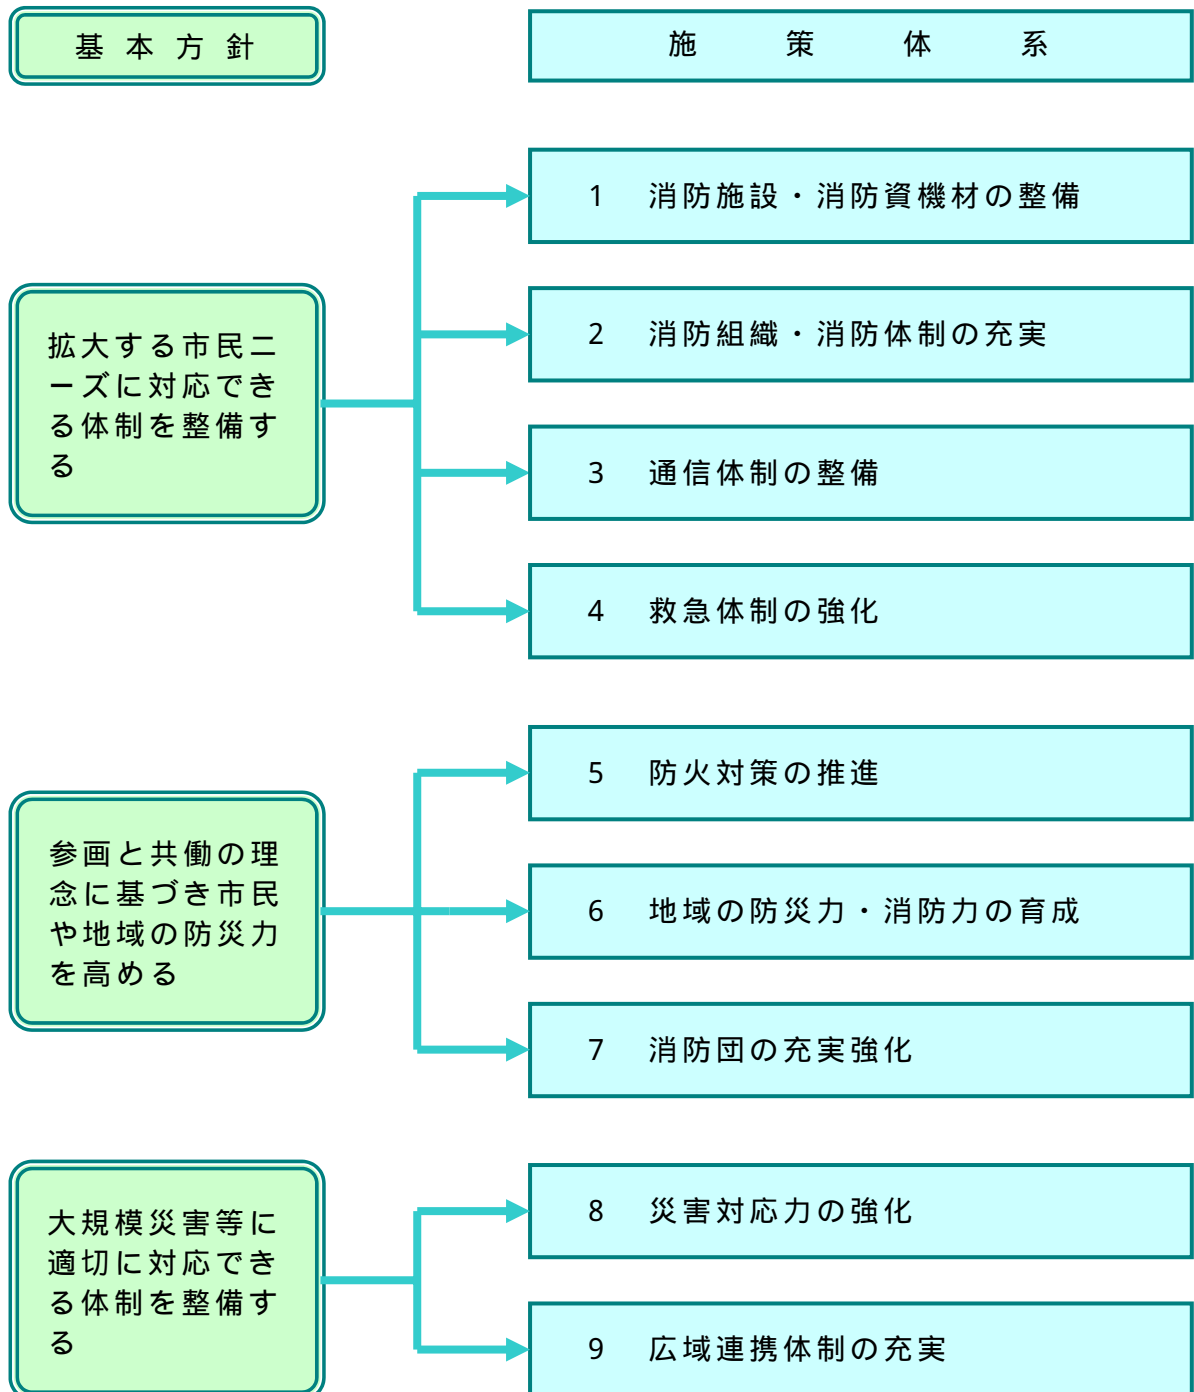 基本方針
施策体系
1 消防施設・消防資機材の整備
2 消防組織・消防体制の充実
拡大する市民ニ
ーズに対応でき
る体制を整備す
る
3 通信体制の整備
4 救急体制の強化
5 防火対策の推進
参画と共働の理
念に基づき市民
や地域の防災力
を高める
6 地域の防災力・消防力の育成
7 消防団の充実強化
大規模災害等に
適切に対応でき
る体制を整備す
る
8 災害対応力の強化
9 広域連携体制の充実